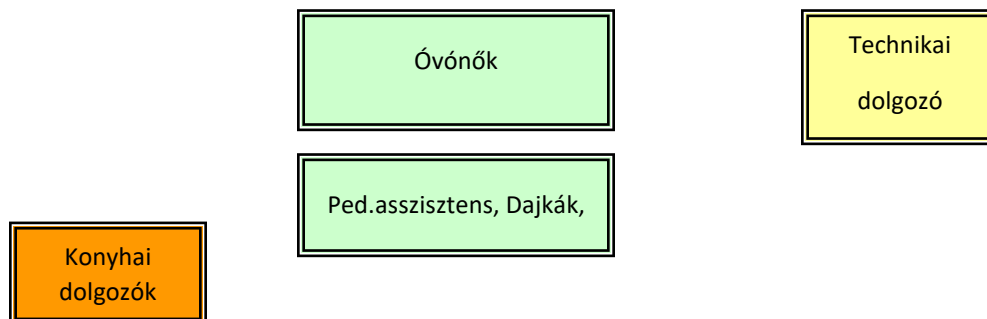 Óvónők
Technikai
dolgozó
Ped.asszisztens, Dajkák,
Konyhai
dolgozók